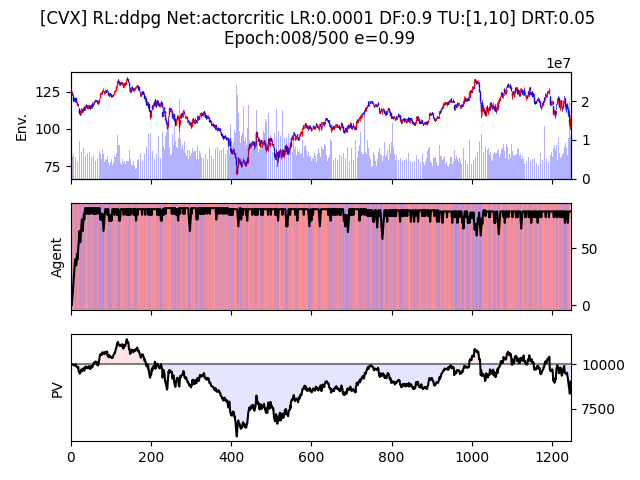 [CVX] RL:ddpg Net:actorcritic LR:0.0001 DF:0.9 TU:[1,10] DRT:0.05
Epoch:008/500 e=0.99
1e7
125
100
75
Env.
2
1
0
Agent
50
0
PV
10000
7500
0 200 400 600 800 1000 1200